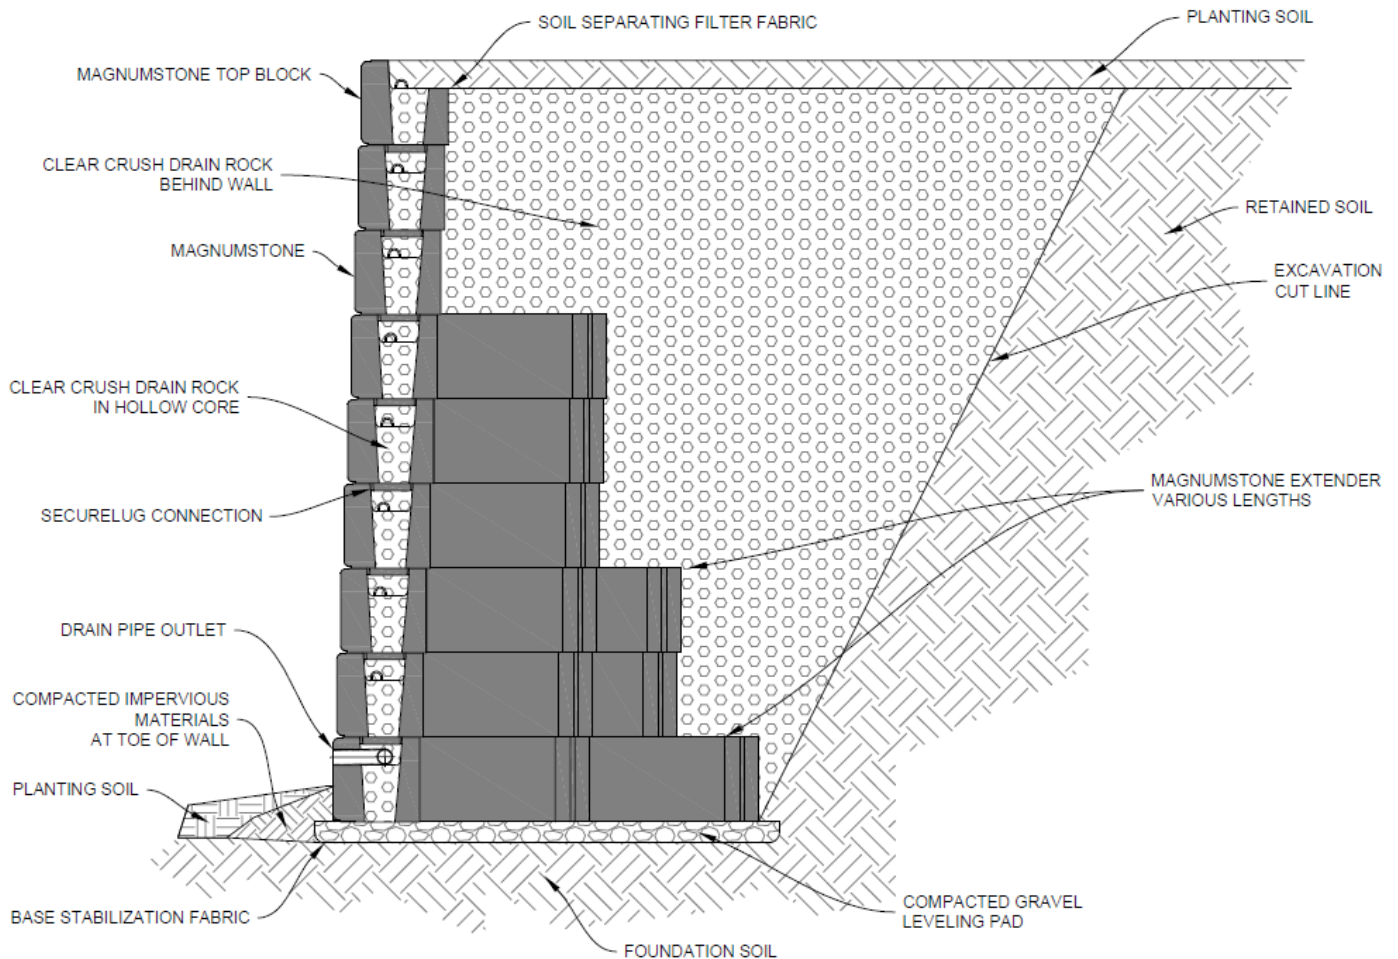 SOIL SEPARATING FILTER FABRIC
PLANTING SOIL
MAGNUMSTONE TOP BLOCK
CLEAR CRUSH DRAIN ROCK
BEHIND WALL
RETAINED SOIL
MAGNUMSTONE
EXCAVATION
CUT LINE
CLEAR CRUSH DRAIN ROCK
IN HOLLOW CORE
MAGNUMSTONE EXTENDER
VARIOUS LENGTHS
SECURELUG CONNECTION
DRAIN PIPE OUTLET
COMPACTED IMPERVIOUS
MATERIALS
AT TOE OF WALL
PLANTING SOIL
BASE STABILIZATION FABRIC
COMPACTED GRAVEL
LEVELING PAD
FOUNDATION SOIL